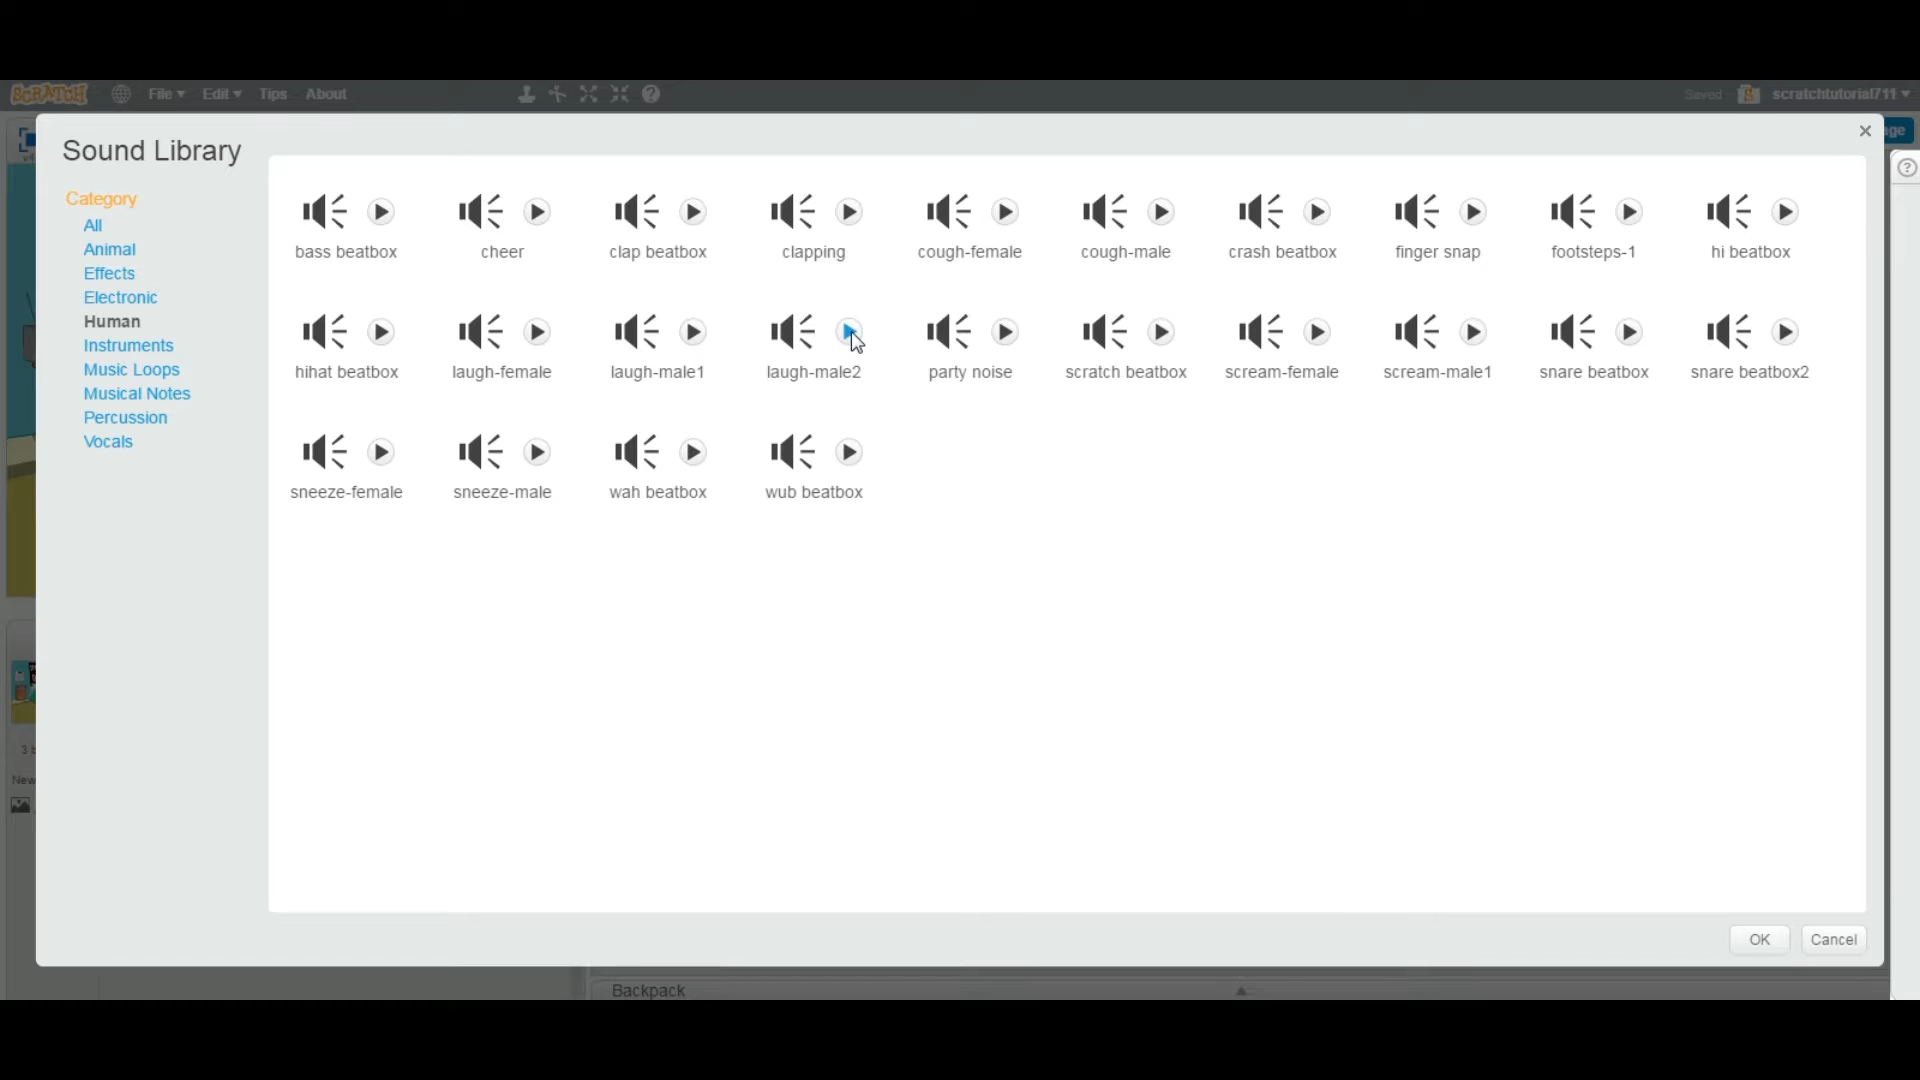 SCRATCH File Edit Tips About Saved scratchtutorial711
Sound Library
Category
All
Animal
Effects
Electronic
Human
Instruments
Music Loops
Musical Notes
Percussion
Vocals
bass beatbox cheer clap beatbox clapping cough-female cough-male crash beatbox finger snap footsteps-1 hi beatbox
hihat beatbox laugh-female laugh-male1 laugh-male2 party noise scratch beatbox scream-female scream-male1 snare beatbox snare beatbox2
sneeze-female sneeze-male wah beatbox wub beatbox
New
OK Cancel
Backpack